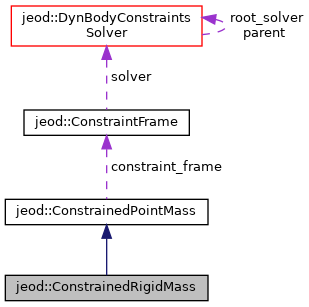 jeod::DynBodyConstraints
Solver
root_solver
parent
solver
jeod::ConstraintFrame
constraint_frame
jeod::ConstrainedPointMass
jeod::ConstrainedRigidMass